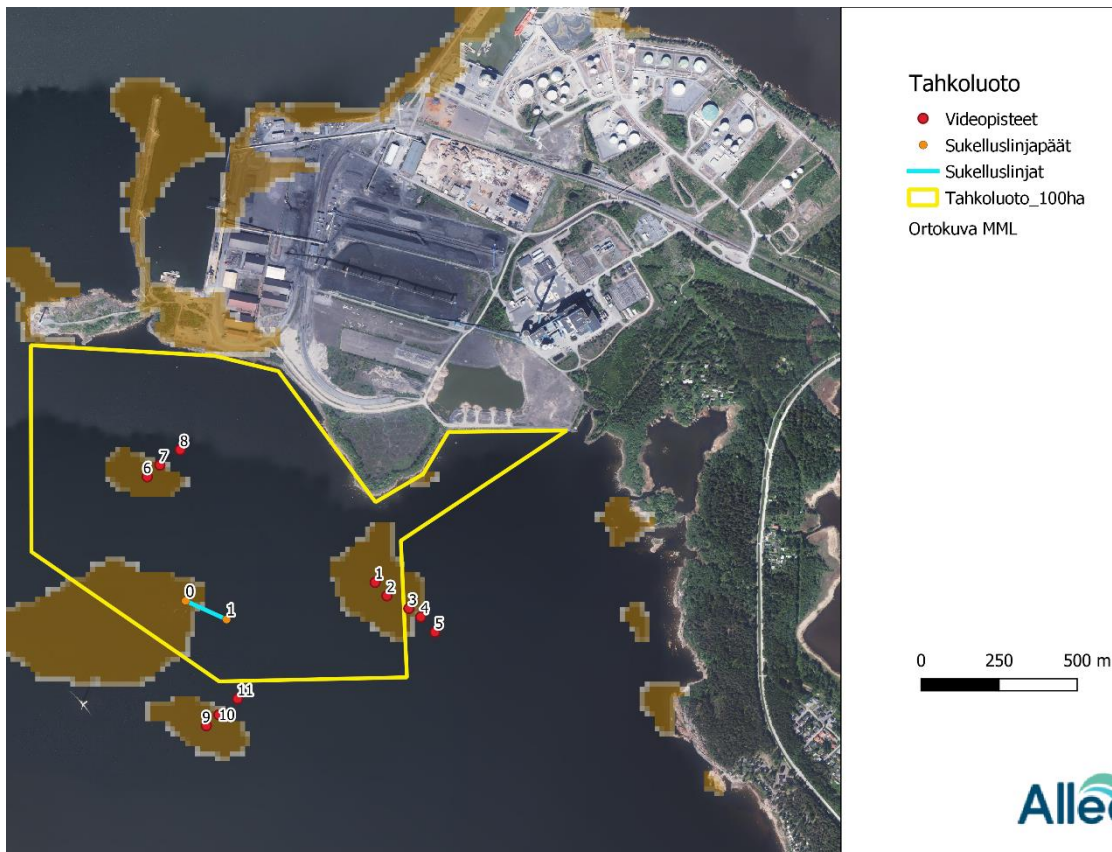 Tahkoluoto
Videopisteet
Sukelluslinjapäät
Sukelluslinjat
Tahkoluoto_100ha
Ortokuva MML
8
7
6
1
2
0
3
4
1
5
11
10
9
0 250 500 m